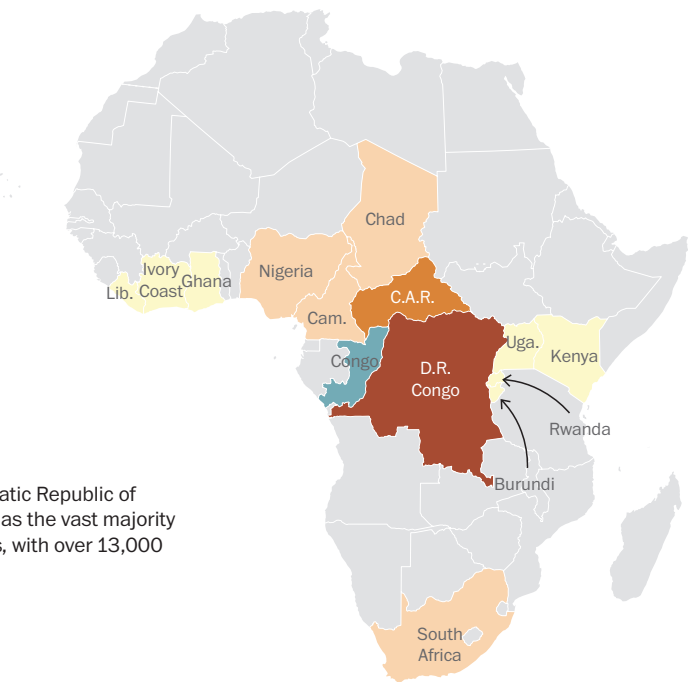 Chad
Nigeria
Ivory
Coast
Ghana
Lib.
C.A.R.
Cam.
Congo
D.R.
Congo
Uga.
Kenya
Rwanda
Burundi
atic Republic of
as the vast majority
s, with over 13,000
South
Africa